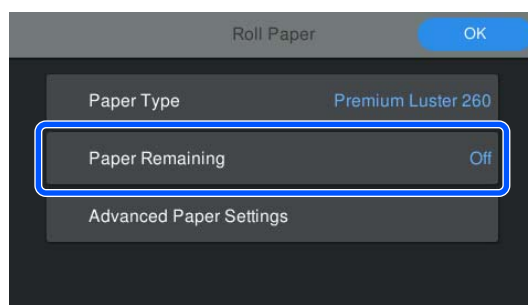 Roll Paper
OK
Paper Type Premium Luster 260
Paper Remaining Off
Advanced Paper Settings